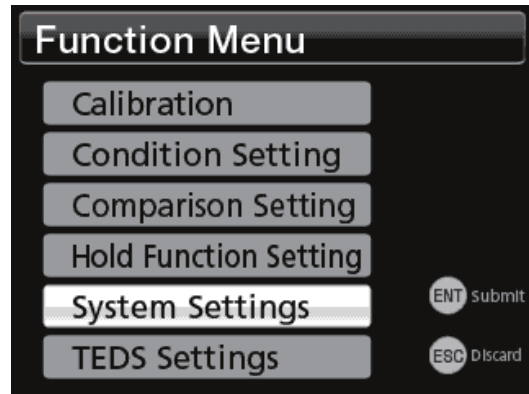 Function Menu
Calibration
Condition Setting
Comparison Setting
Hold Function Setting
System Settings
ENT Submit
TEDS Settings
ESC Discard